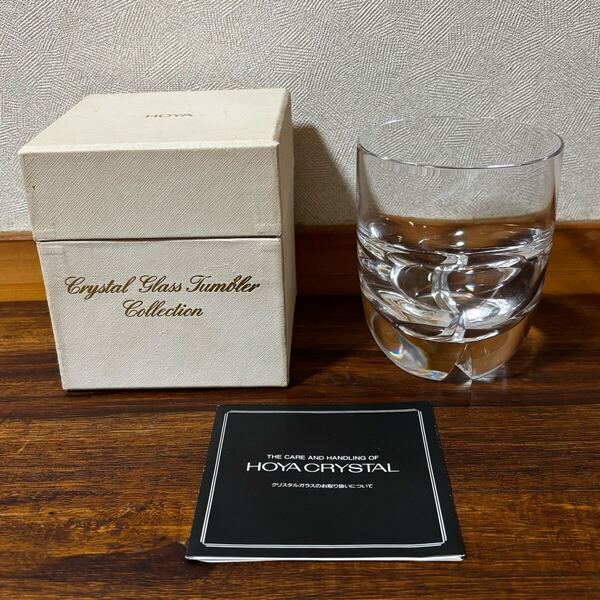 HOYA
Crystal Glass Tumbler
Collection
THE CARE AND HANDLING OF
HOYA CRYSTAL
クリスタルガラスのお取り扱いについて